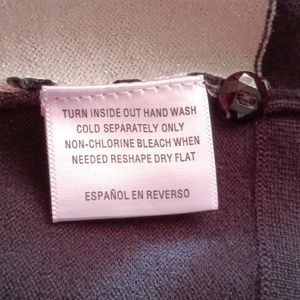 TURN INSIDE OUT HAND WASH
COLD SEPARATELY ONLY
NON-CHLORINE BLEACH WHEN
NEEDED RESHAPE DRY FLAT
ESPAÑOL EN REVERSO